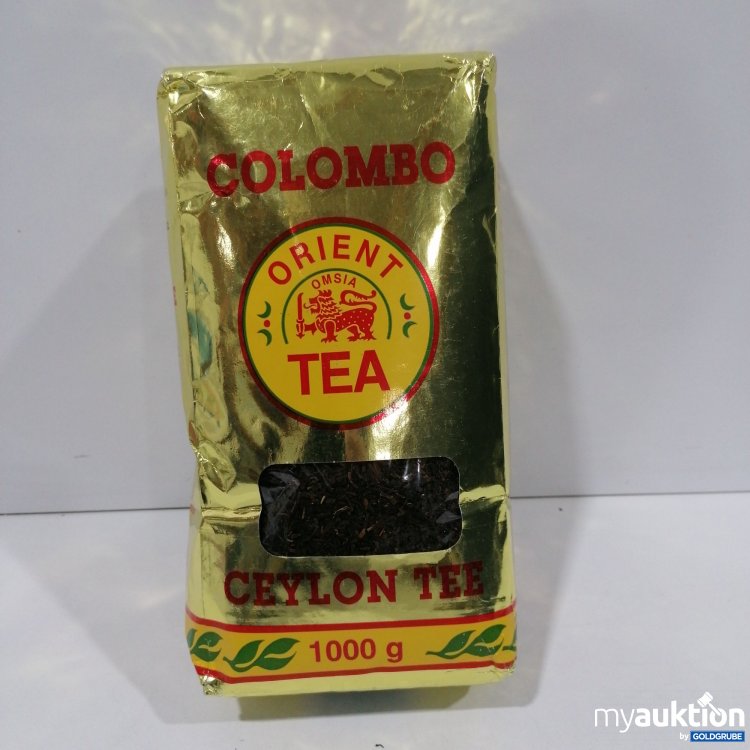 COLOMBO
ORIENT
OMSIA
TEA
CEYLON TEE
1000 g
myauktion
by GOLDGRUBE